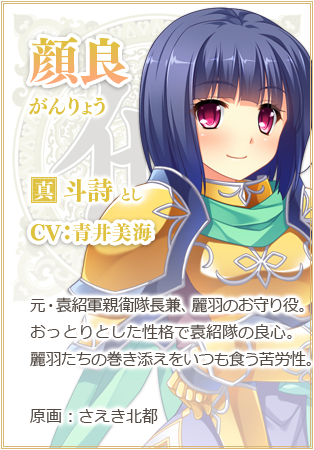 顔良
がんりょう
真 斗詩 とし
CV:青井美海
元・袁紹軍親衛隊長兼、麗羽のお守り役。
おっとりとした性格で袁紹隊の良心。
麗羽たちの巻き添えをいつも食う苦労性。
原画：さえき北都